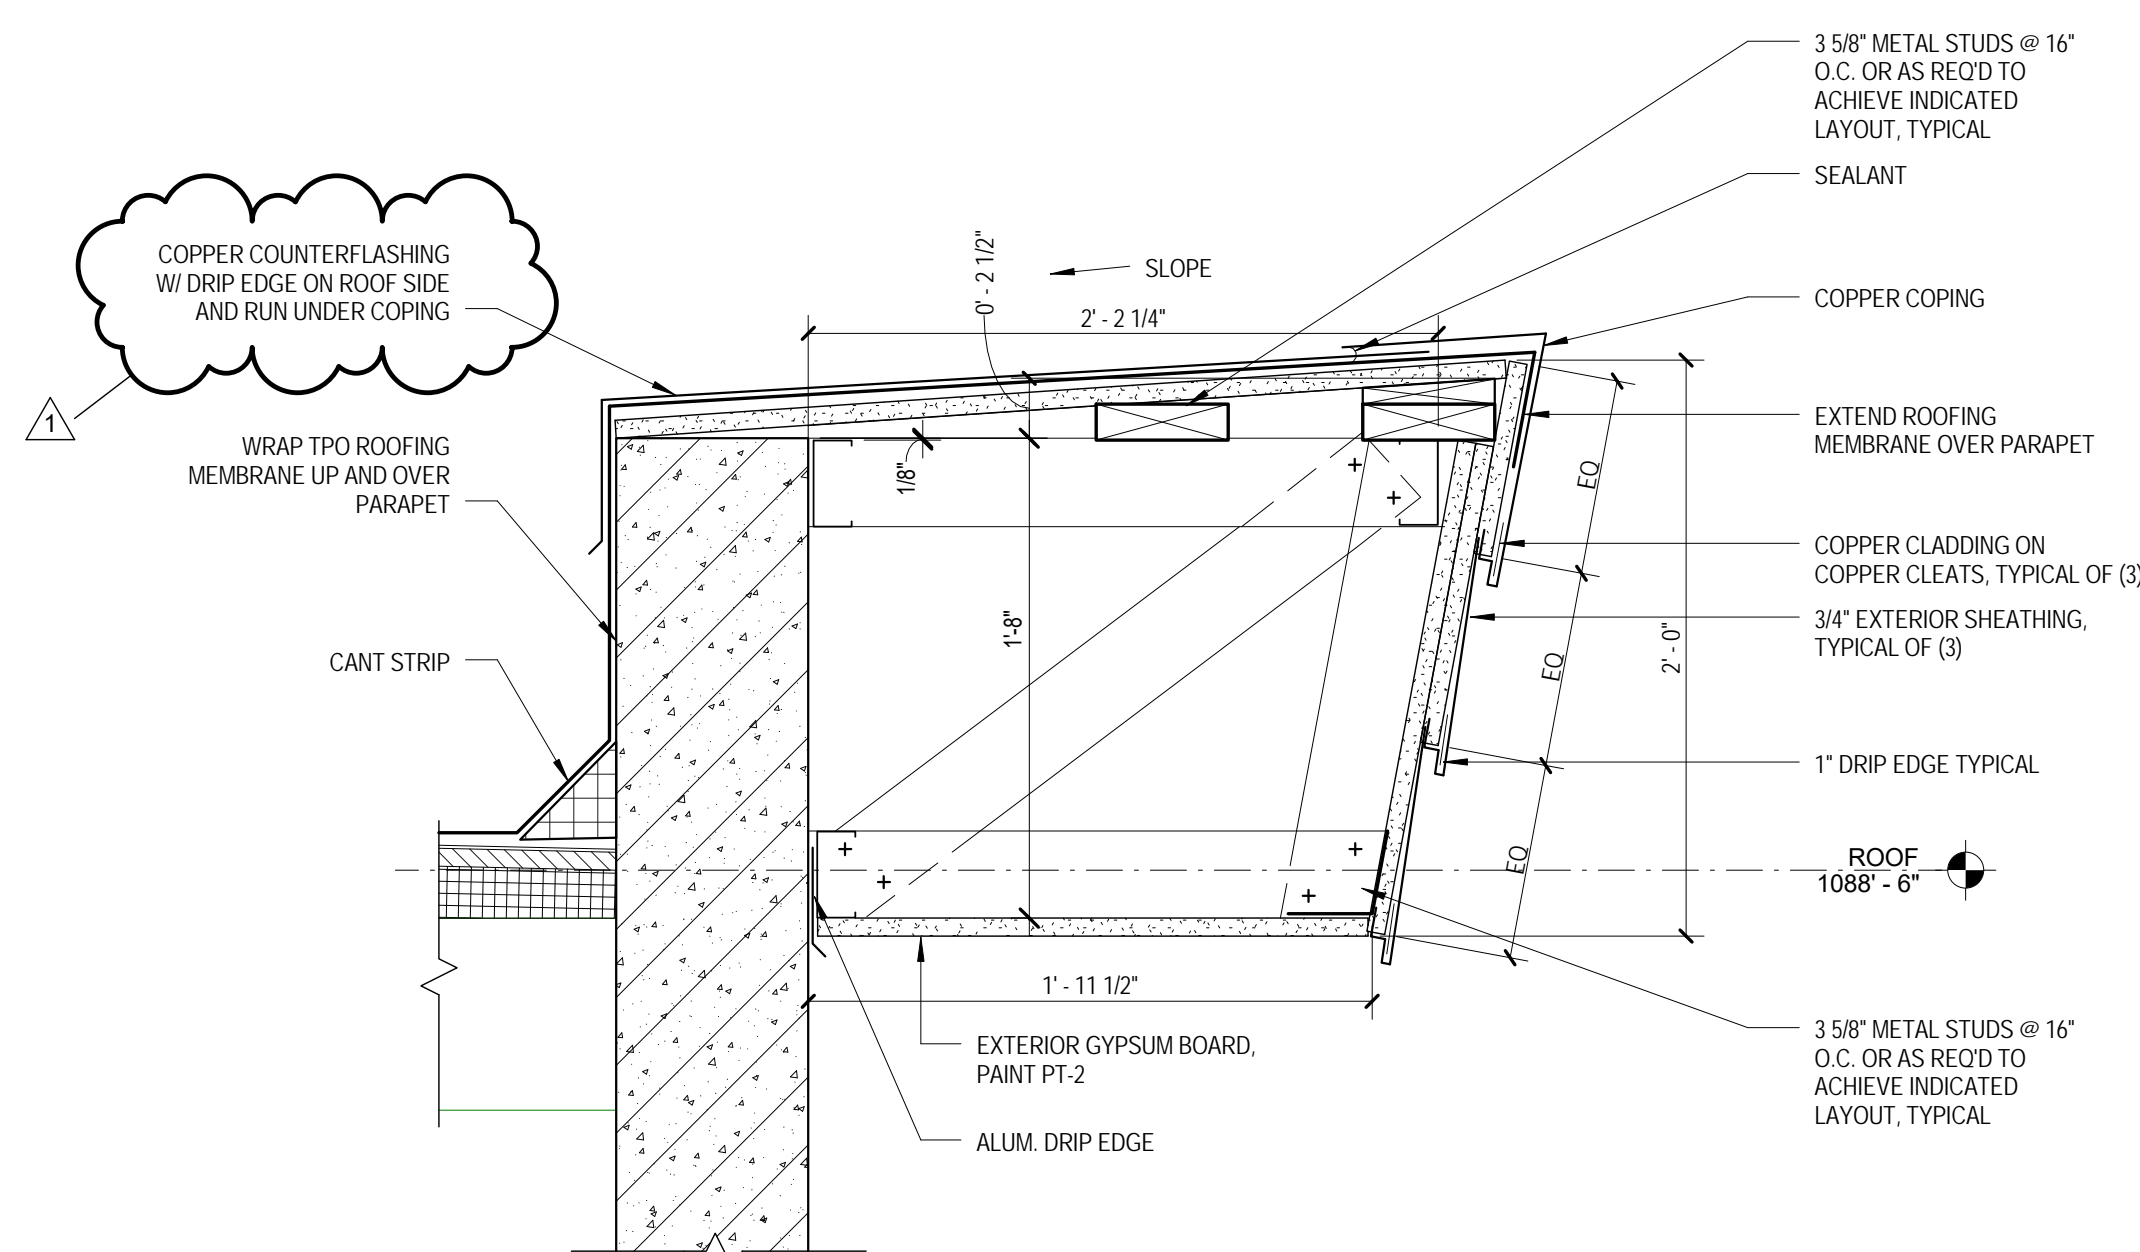 3 5/8" METAL STUDS @ 16"
O.C. OR AS REQ'D TO
ACHIEVE INDICATED
LAYOUT, TYPICAL
SEALANT
COPPER COUNTERFLASHING
W/ DRIP EDGE ON ROOF SIDE
AND RUN UNDER COPING
0' - 2 1/2"
SLOPE
COPPER COPING
2' - 2 1/4"
1
WRAP TPO ROOFING
MEMBRANE UP AND OVER
PARAPET
EXTEND ROOFING
MEMBRANE OVER PARAPET
1/8"
EQ
COPPER CLADDING ON
COPPER CLEATS, TYPICAL OF (3)
1'-8"
3/4" EXTERIOR SHEATHING,
TYPICAL OF (3)
2' - 0"
CANT STRIP
EQ
1" DRIP EDGE TYPICAL
EQ
ROOF
1088' - 6"
1' - 11 1/2"
3 5/8" METAL STUDS @ 16"
O.C. OR AS REQ'D TO
ACHIEVE INDICATED
LAYOUT, TYPICAL
EXTERIOR GYPSUM BOARD,
PAINT PT-2
ALUM. DRIP EDGE